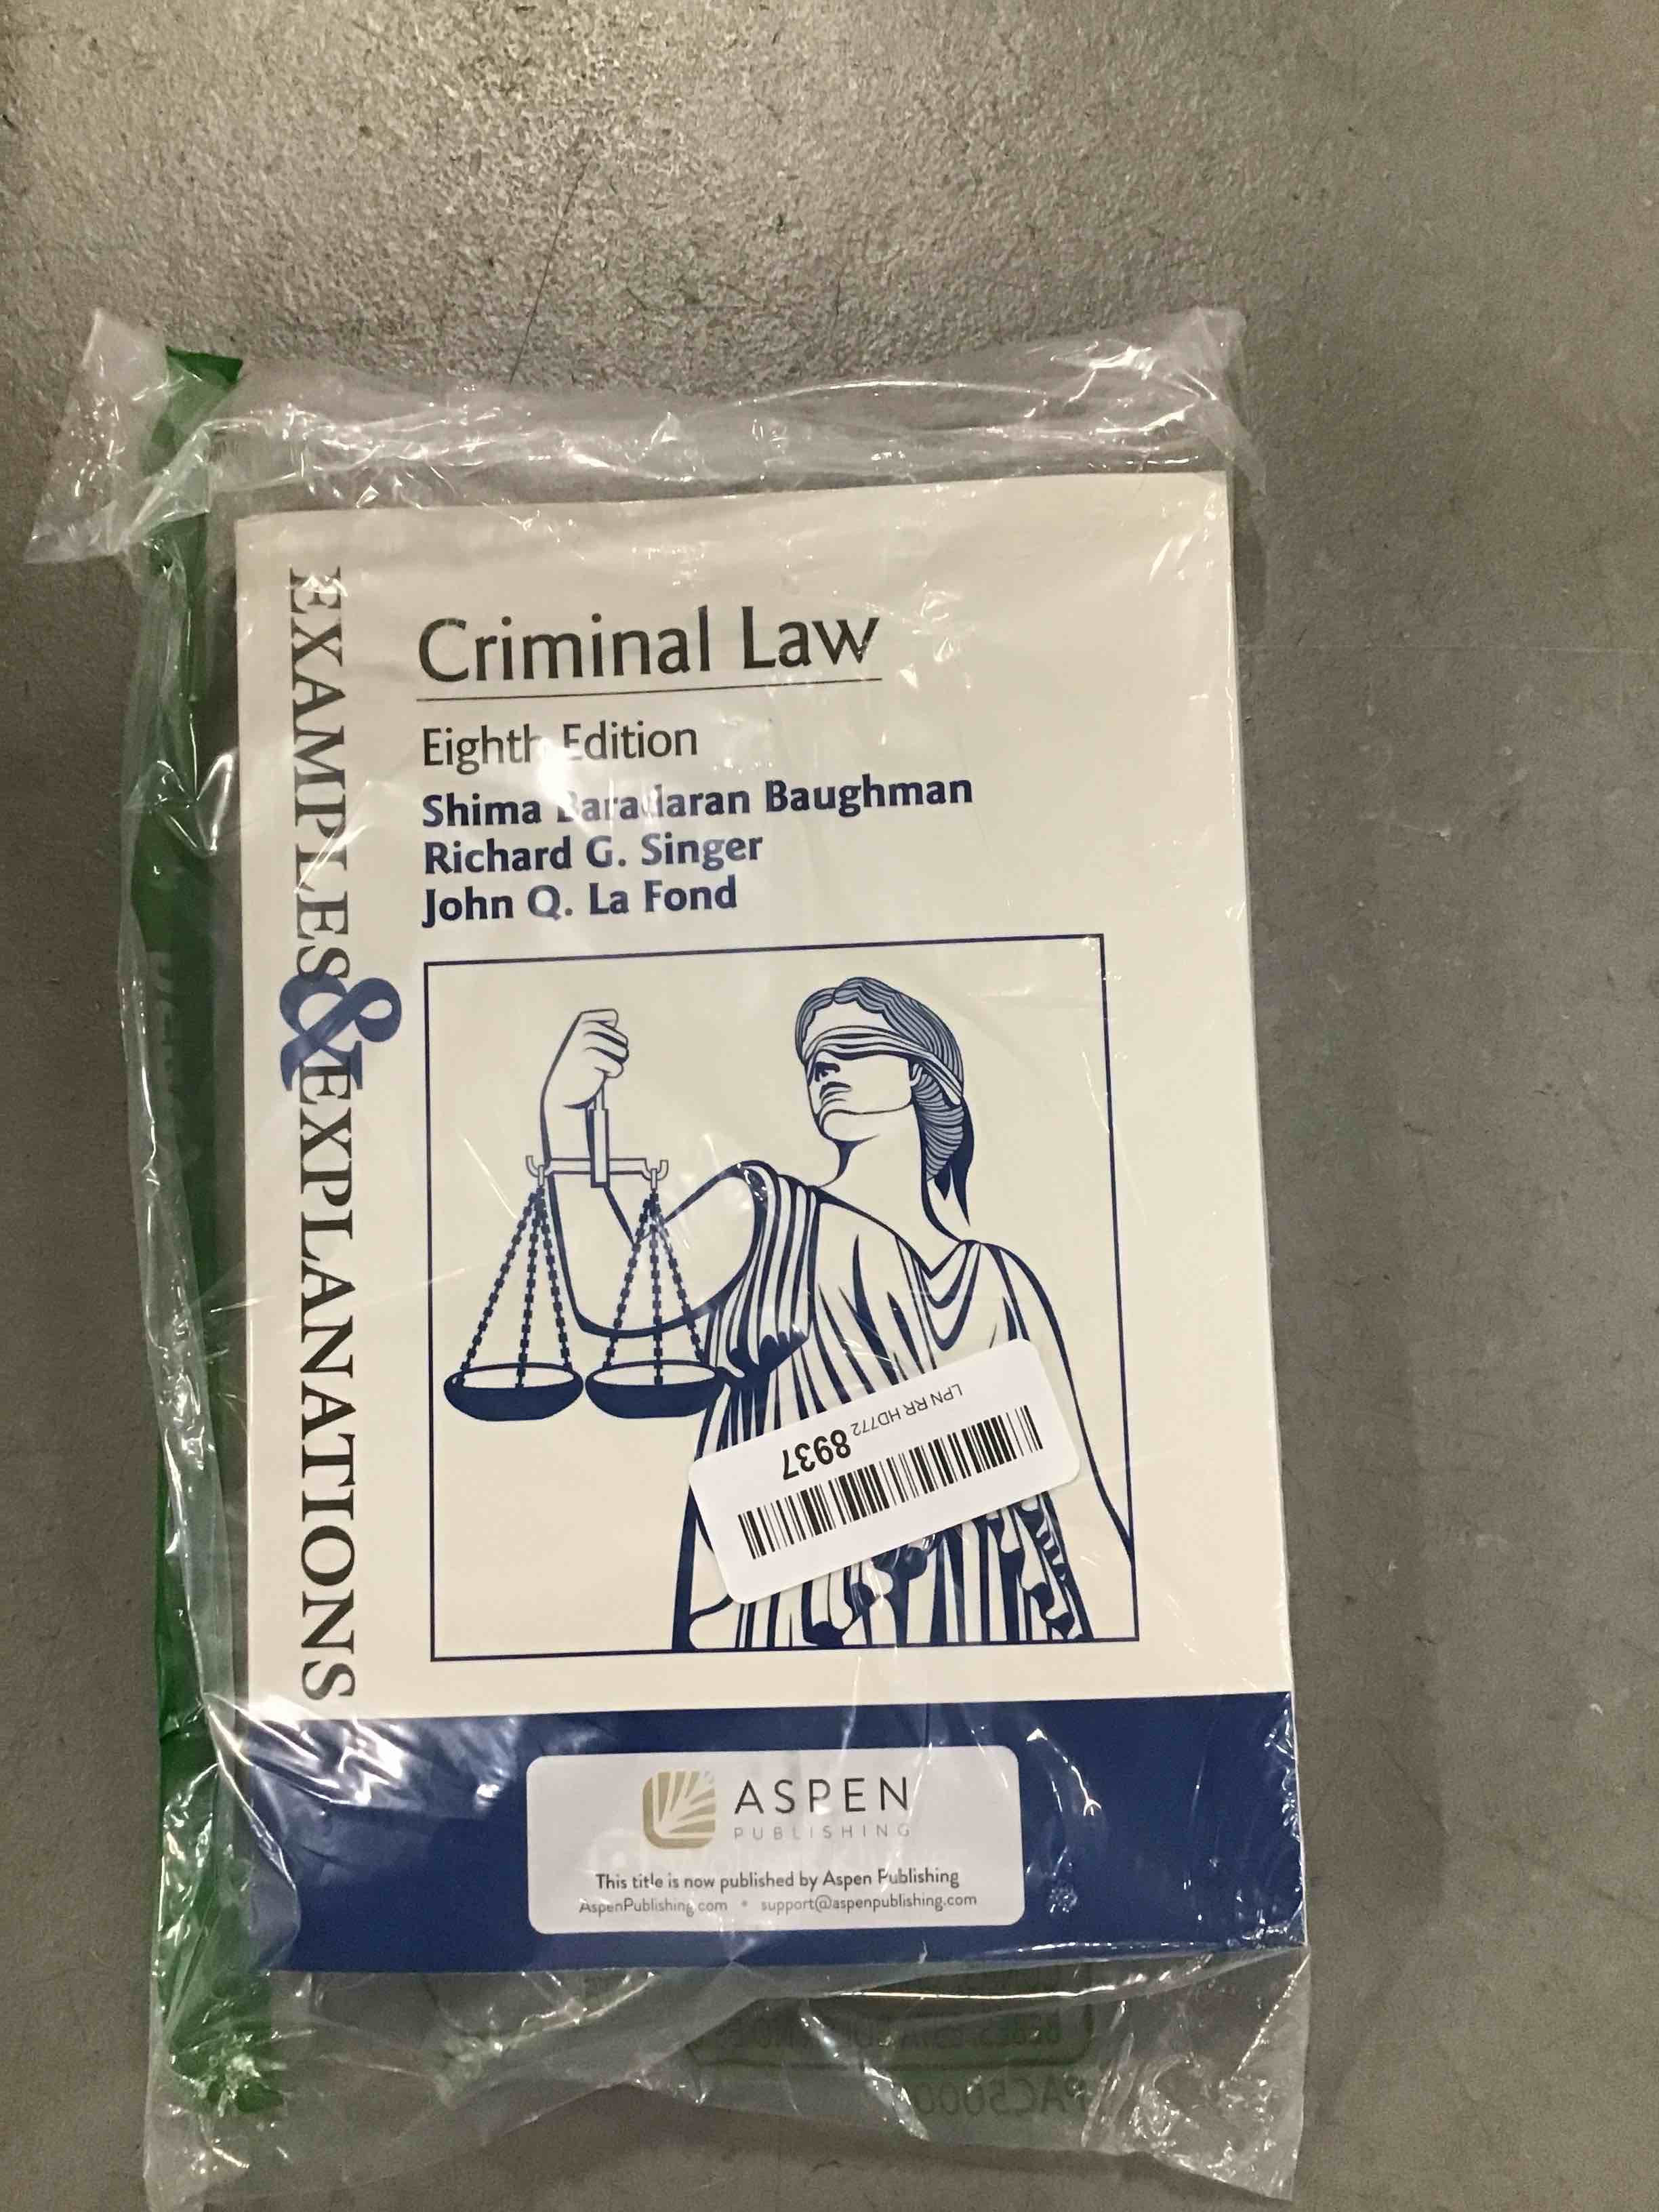 EXAMPLES & EXPLANATIONS
Criminal Law
Eighth Edition
Shima Baradaran Baughman
Richard G. Singer
John Q. La Fond
LPN RR HD772 8937
ASPEN
PUBLISHING
This title is now published by Aspen Publishing
AspenPublishing.com • support@aspenpublishing.com